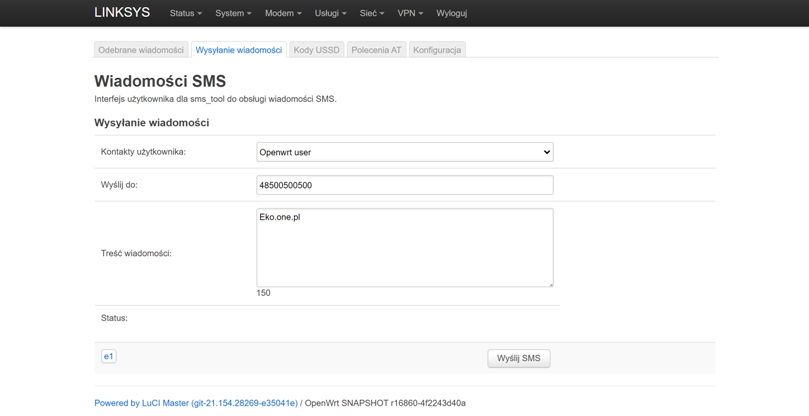 LINKSYS Status System Modem Usługi Sieć VPN Wyloguj
Odebrane wiadomości Wysyłanie wiadomości Kody USSD Polecenia AT Konfiguracja
Wiadomości SMS
Interfejs użytkownika dla sms_tool do obsługi wiadomości SMS.
Wysyłanie wiadomości
Kontakty użytkownika: Openwrt user
Wyślij do: 48500500500
Eko.one.pl
Treść wiadomości:
150
Status:
e1 Wyślij SMS
Powered by LuCI Master (git-21.154.28269-e35041e) / OpenWrt SNAPSHOT r16860-4f2243d40a